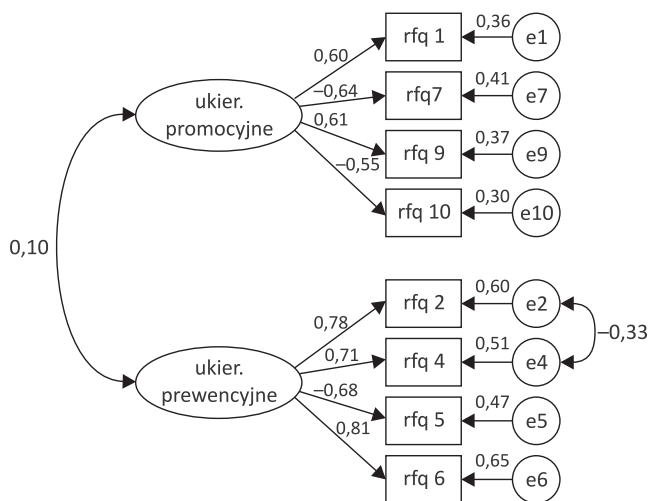 0,36
rfq 1
e1
0,60
ukier.
promocyjne
–0,64
rfq7
0,41
e7
0,61
rfq 9
0,37
e9
–0,55
rfq 10
0,30
e10
0,10
0,78
rfq 2
0,60
e2
–0,33
ukier.
prewencyjne
0,71
rfq 4
0,51
e4
–0,68
rfq 5
0,47
e5
0,81
rfq 6
0,65
e6